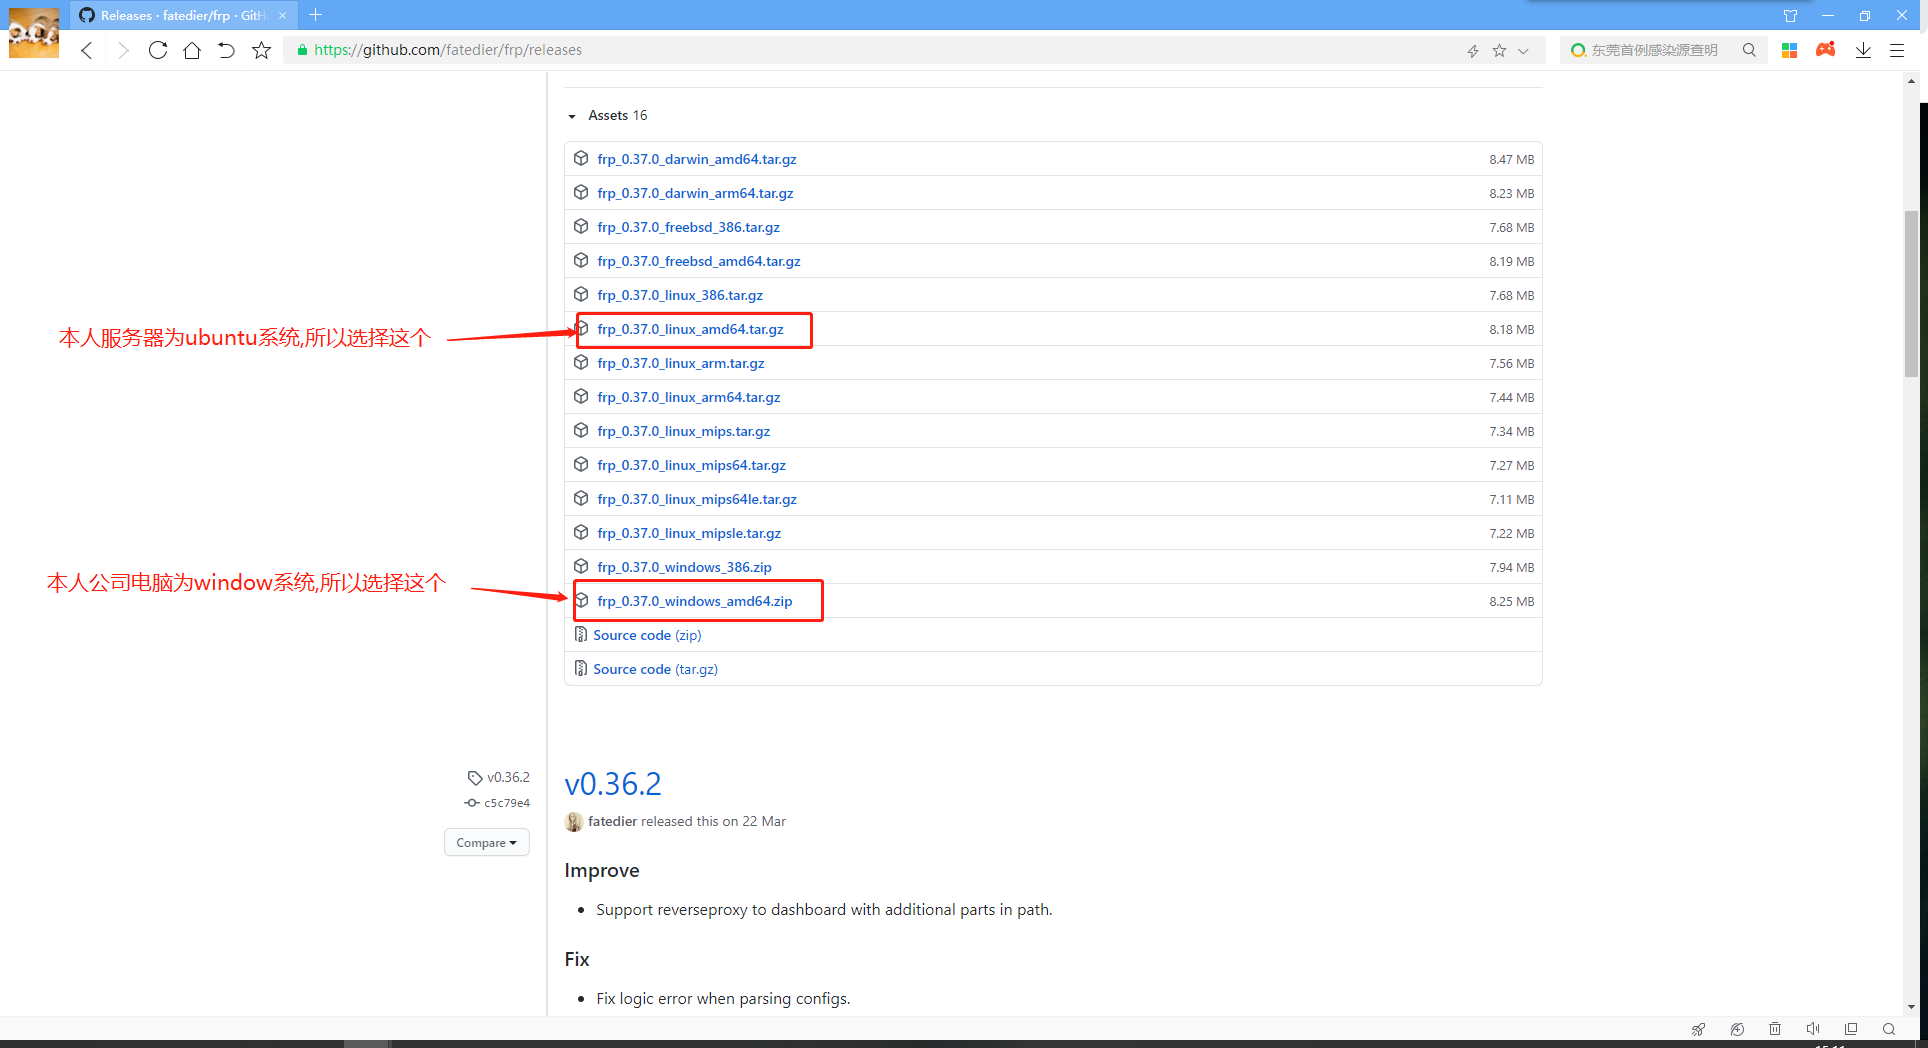 Releases · fatedier/frp · GitH
https://github.com/fatedier/frp/releases
东莞首例感染源查明
Assets 16
frp_0.37.0_darwin_amd64.tar.gz 8.47 MB
frp_0.37.0_darwin_arm64.tar.gz 8.23 MB
frp_0.37.0_freebsd_386.tar.gz 7.68 MB
frp_0.37.0_freebsd_amd64.tar.gz 8.19 MB
frp_0.37.0_linux_386.tar.gz 7.68 MB
本人服务器为ubuntu系统,所以选择这个
frp_0.37.0_linux_amd64.tar.gz 8.18 MB
frp_0.37.0_linux_arm.tar.gz 7.56 MB
frp_0.37.0_linux_arm64.tar.gz 7.44 MB
frp_0.37.0_linux_mips.tar.gz 7.34 MB
frp_0.37.0_linux_mips64.tar.gz 7.27 MB
frp_0.37.0_linux_mips64le.tar.gz 7.11 MB
frp_0.37.0_linux_mipsle.tar.gz 7.22 MB
frp_0.37.0_windows_386.zip 7.94 MB
本人公司电脑为window系统,所以选择这个
frp_0.37.0_windows_amd64.zip 8.25 MB
Source code (zip)
Source code (tar.gz)
v0.36.2
c5c79e4
Compare
v0.36.2
fatedier released this on 22 Mar
Improve
Support reverseproxy to dashboard with additional parts in path.
Fix
Fix logic error when parsing configs.